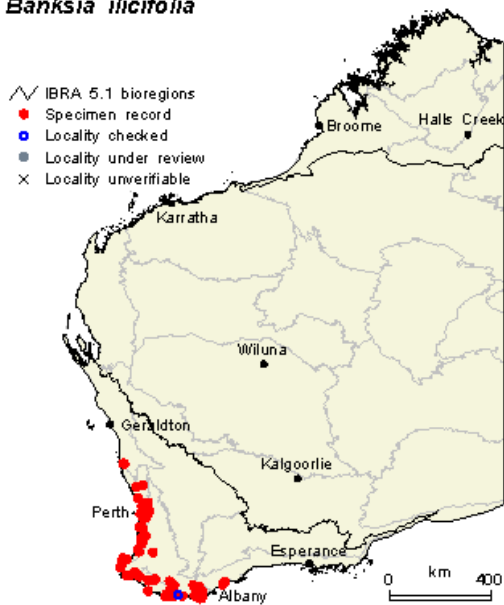 Banksia ilicifolia
IBRA 5.1 bioregions
Specimen record
Locality checked
Locality under review
Locality unverifiable
Broome
Halls Creek
Karratha
Wiluna
Geraldton
Kalgoorlie
Perth
Esperance
Albany
km
0 400